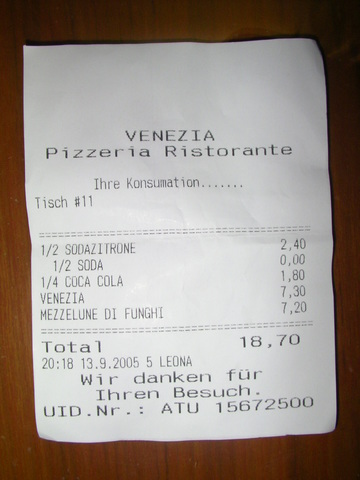 VENEZIA
Pizzeria Ristorante
Ihre Konsumation.......
Tisch #11
1/2 SODAZITRONE 2,40
1/2 SODA 0,00
1/4 COCA COLA 1,80
VENEZIA 7,30
MEZZELUNE DI FUNGHI 7,20
Total 18,70
20:18 13.9.2005 5 LEONA
Wir danken für
Ihren Besuch.
UID.Nr.: ATU 15672500